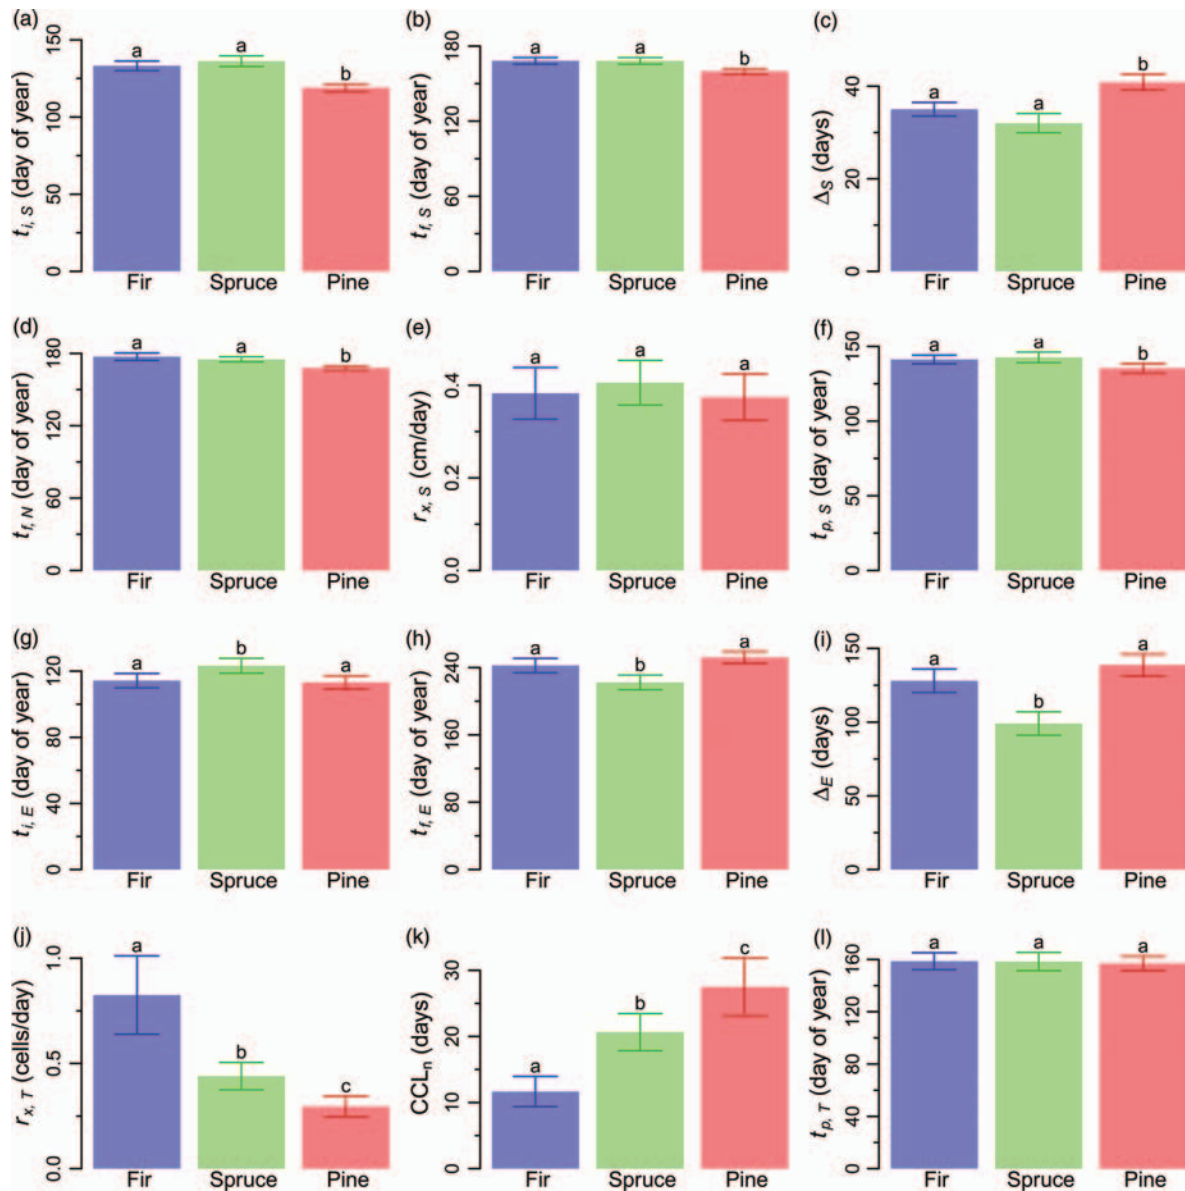 (a)
t_{i, S} (day of year)
0 50 100 150
a a b
Fir Spruce Pine
(b)
t_{f, S} (day of year)
0 60 120 180
a a b
Fir Spruce Pine
(c)
Δ_S (days)
0 20 40
a a b
Fir Spruce Pine
(d)
t_{f, N} (day of year)
0 60 120 180
a a b
Fir Spruce Pine
(e)
r_{x, S} (cm/day)
0.0 0.2 0.4
a a a
Fir Spruce Pine
(f)
t_{p, S} (day of year)
0 50 100 150
a a b
Fir Spruce Pine
(g)
t_{i, E} (day of year)
0 60 120
a b a
Fir Spruce Pine
(h)
t_{f, E} (day of year)
0 80 160 240
a b a
Fir Spruce Pine
(i)
Δ_E (days)
0 50 100 150
a b a
Fir Spruce Pine
(j)
r_{x, T} (cells/day)
0.0 0.5 1.0
a b c
Fir Spruce Pine
(k)
CCL_n (days)
0 10 20 30
a b c
Fir Spruce Pine
(l)
t_{p, T} (day of year)
0 40 80 120 160
a a a
Fir Spruce Pine